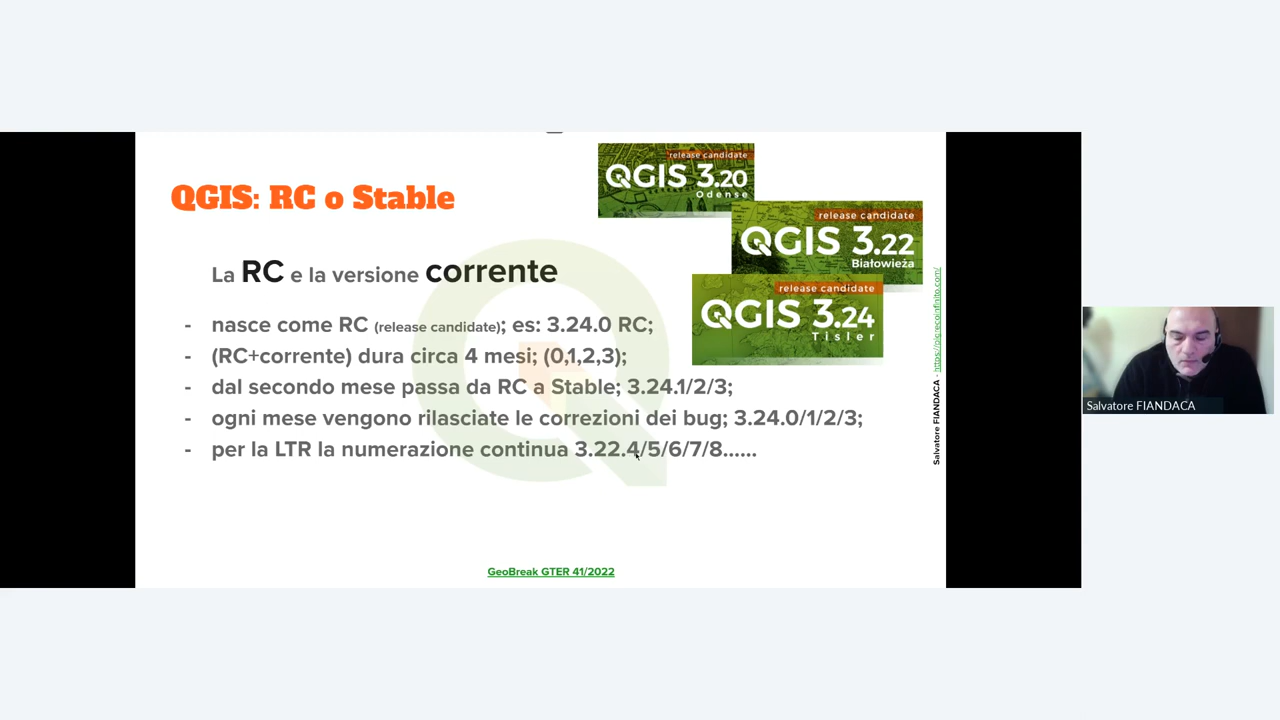 QGIS: RC o Stable
release candidate
QGIS 3.20
Odense
release candidate
QGIS 3.22
Białowieża
release candidate
QGIS 3.24
Tisler
La RC e la versione corrente
- nasce come RC (release candidate); es: 3.24.0 RC;
- (RC+corrente) dura circa 4 mesi; (0,1,2,3);
- dal secondo mese passa da RC a Stable; 3.24.1/2/3;
- ogni mese vengono rilasciate le correzioni dei bug; 3.24.0/1/2/3;
- per la LTR la numerazione continua 3.22.4/5/6/7/8......
GeoBreak GTER 41/2022
Salvatore FIANDACA - https://pigrecoinfinito.com/
Salvatore FIANDACA